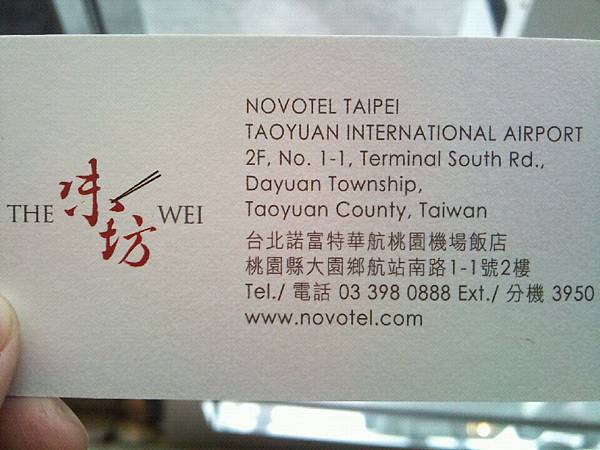 THE 味坊 WEI
NOVOTEL TAIPEI
TAOYUAN INTERNATIONAL AIRPORT
2F, No. 1-1, Terminal South Rd.,
Dayuan Township,
Taoyuan County, Taiwan
台北諾富特華航桃園機場飯店
桃園縣大園鄉航站南路1-1號2樓
Tel./ 電話 03 398 0888 Ext./ 分機 3950
www.novotel.com